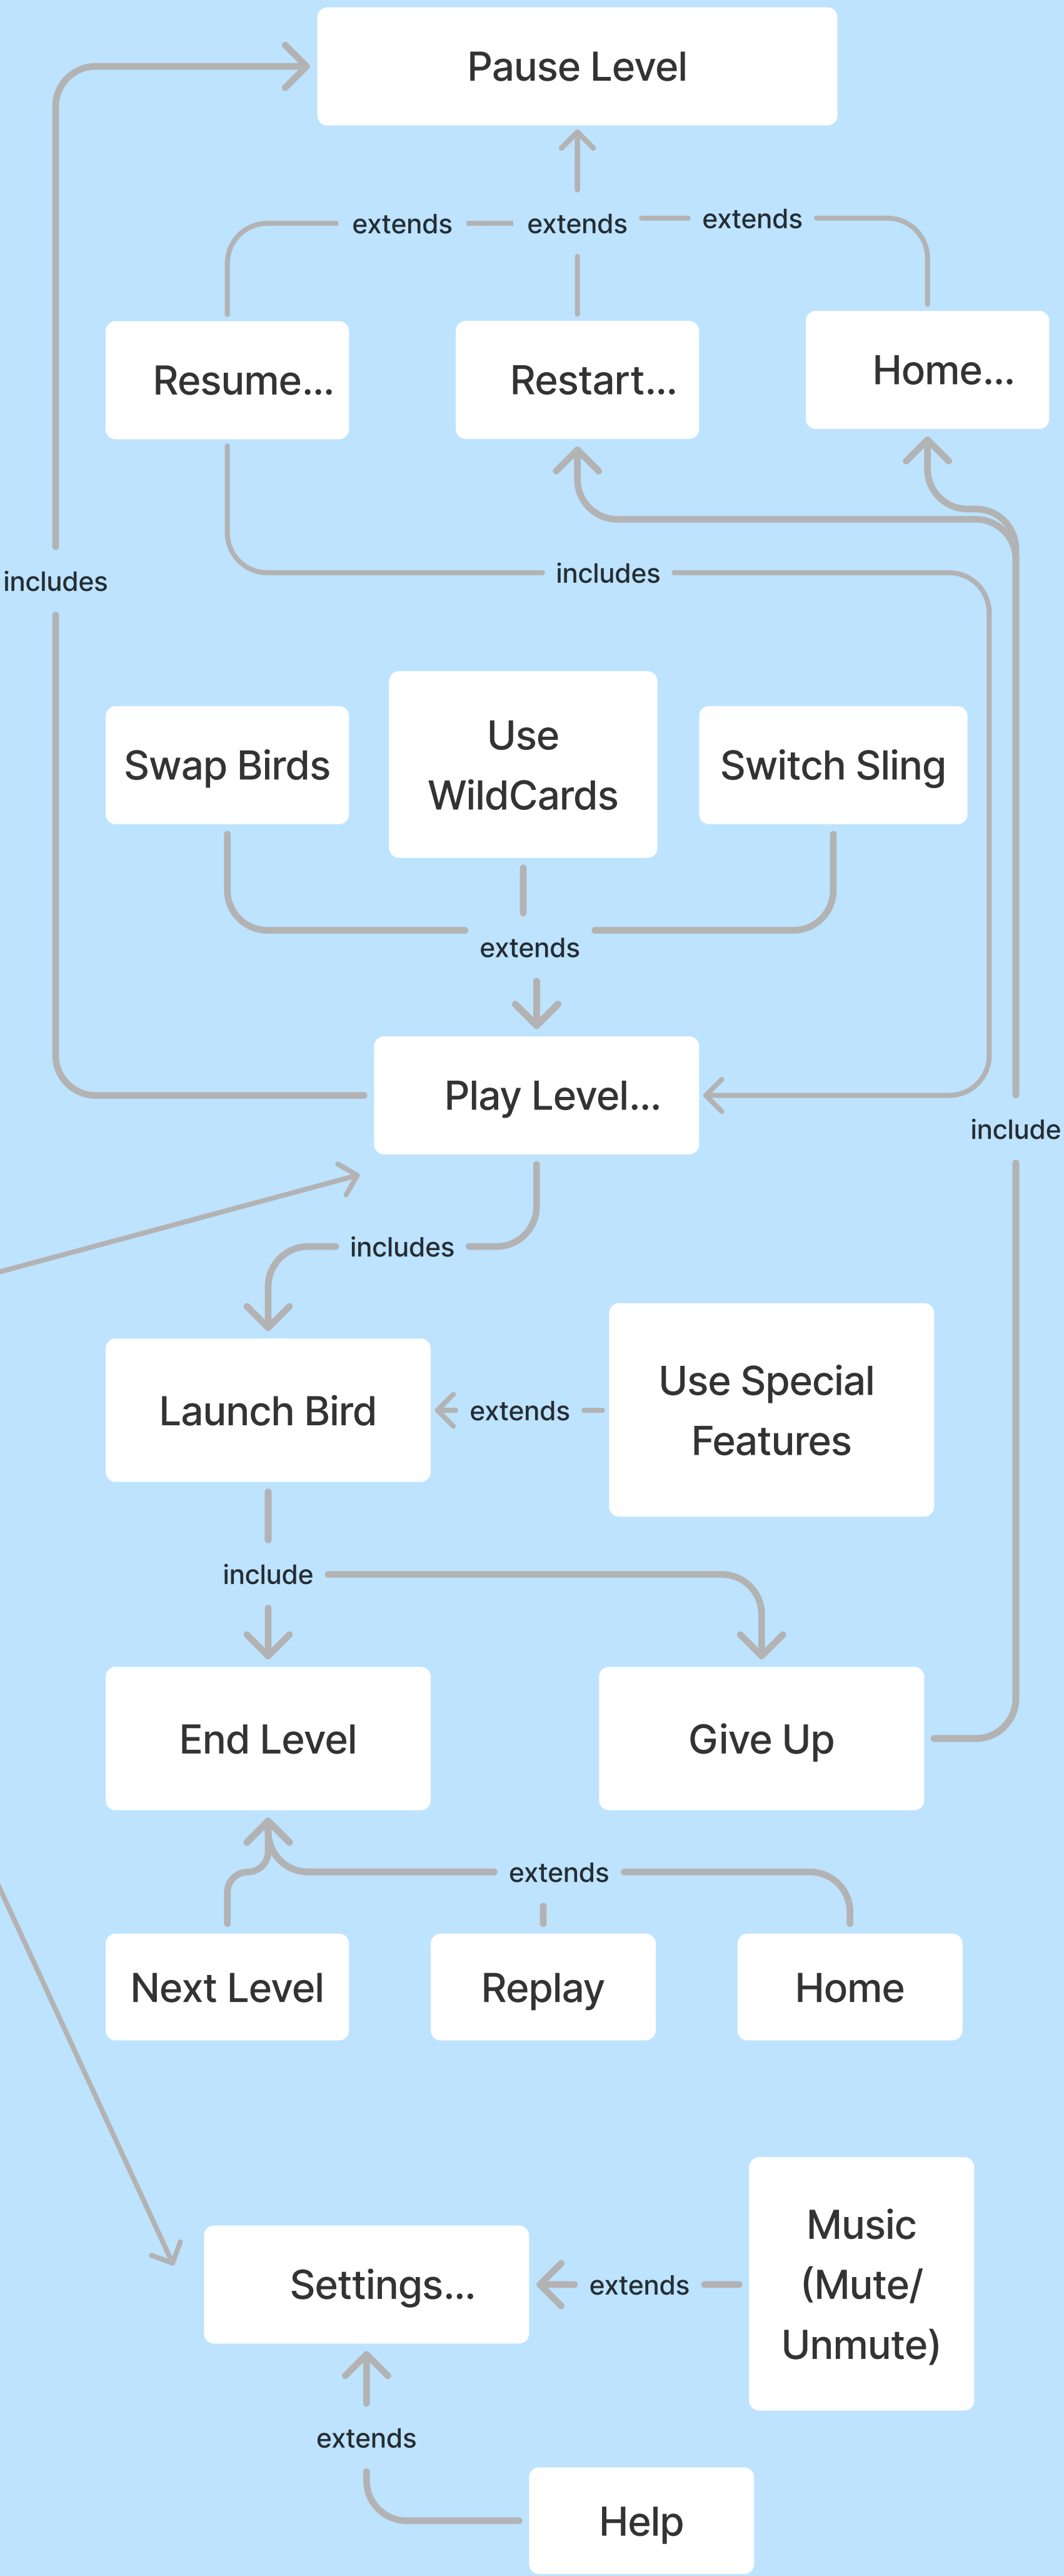 Pause Level
extends
extends
extends
Resume...
Restart...
Home...
includes
includes
Swap Birds
Use
WildCards
Switch Sling
extends
Play Level...
include
includes
Launch Bird
extends
Use Special
Features
include
End Level
Give Up
extends
Next Level
Replay
Home
Settings...
extends
Music
(Mute/
Unmute)
extends
Help